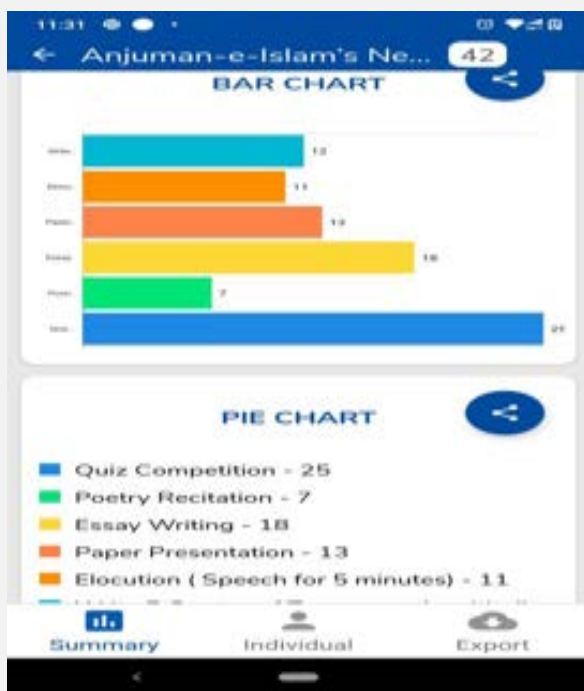 11:31
Anjuman-e-Islam's Ne... 42
BAR CHART
12
11
13
18
7
25
PIE CHART
Quiz Competition - 25
Poetry Recitation - 7
Essay Writing - 18
Paper Presentation - 13
Elocution ( Speech for 5 minutes) - 11
Summary Individual Export